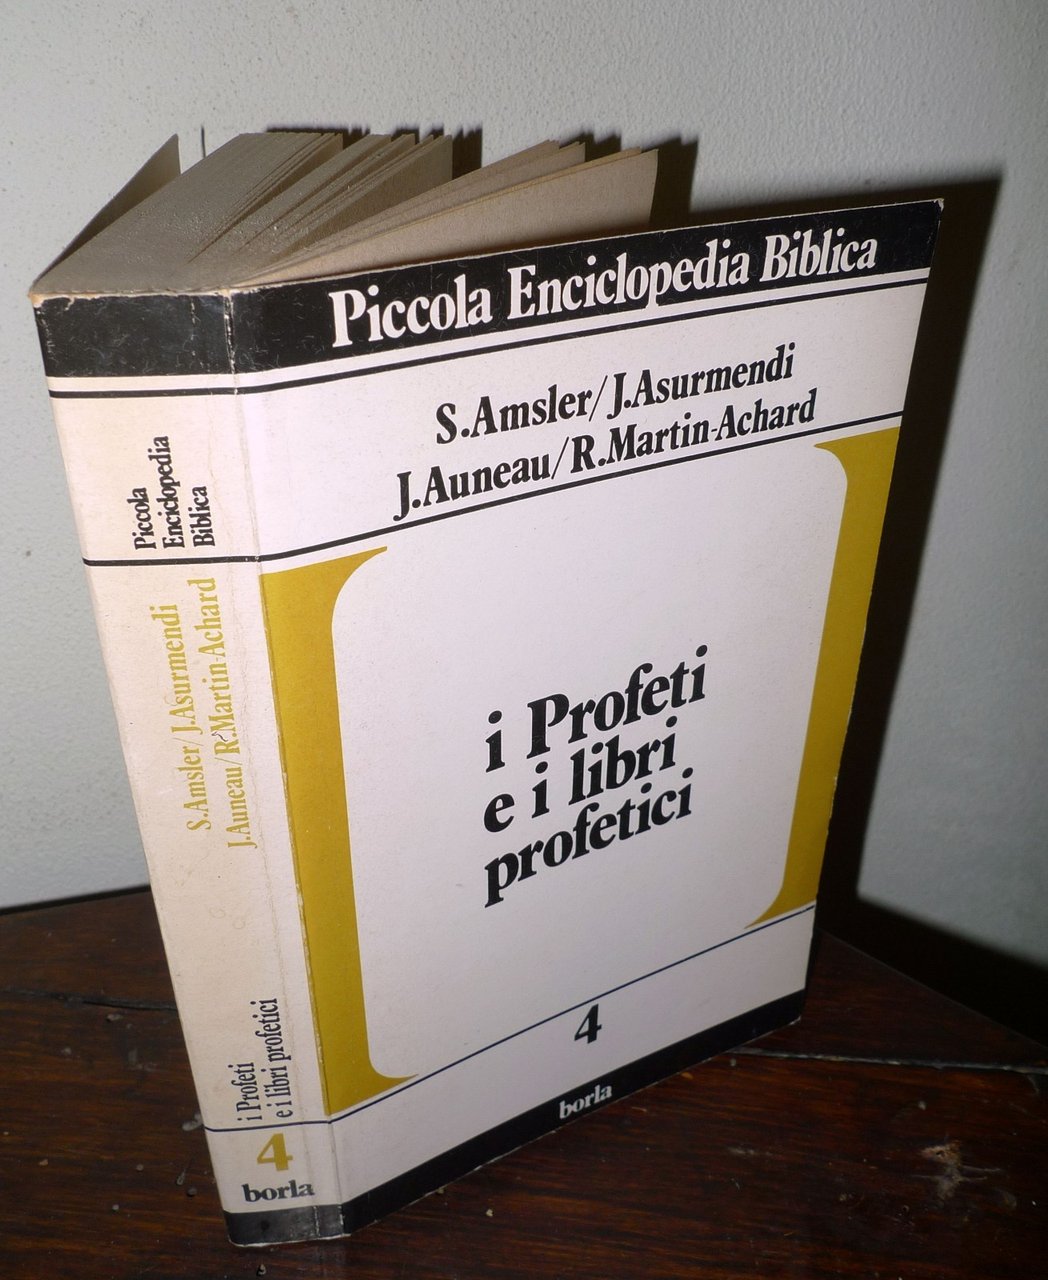 Piccola Enciclopedia Biblica
S.Amsler/J.Asurmendi
J.Auneau/R.Martin-Achard
i Profeti
e i libri
profetici
4
borla
Piccola
Enciclopedia
Biblica
S.Amsler/J.Asurmendi
J.Auneau/R.Martin-Achard
i Profeti
e i libri profetici
4
borla